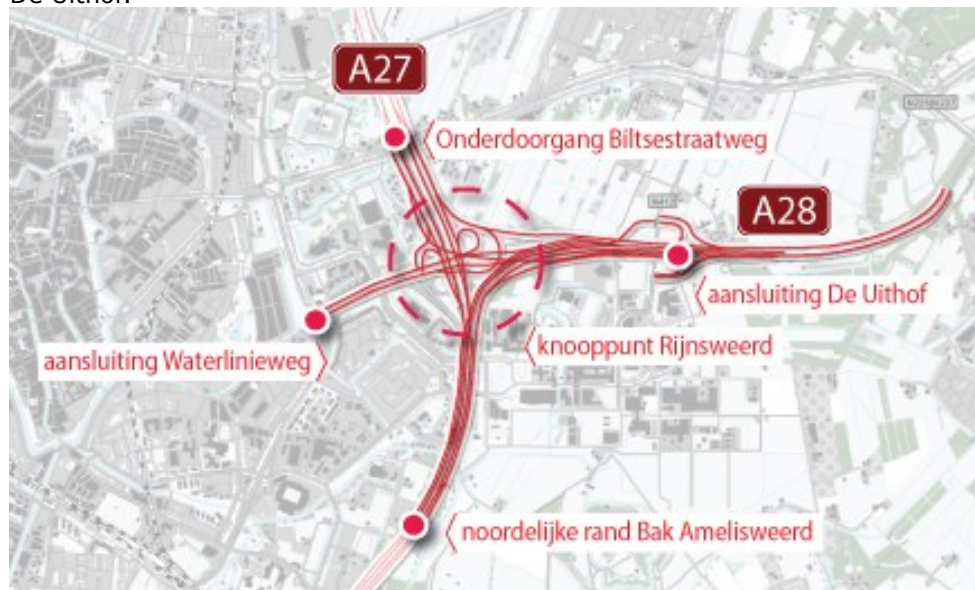 De Uithof.
A27
Onderdoorgang Biltsestraatweg
A28
aansluiting De Uithof
knooppunt Rijnsweerd
aansluiting Waterlinieweg
noordelijke rand Bak Amelisweerd